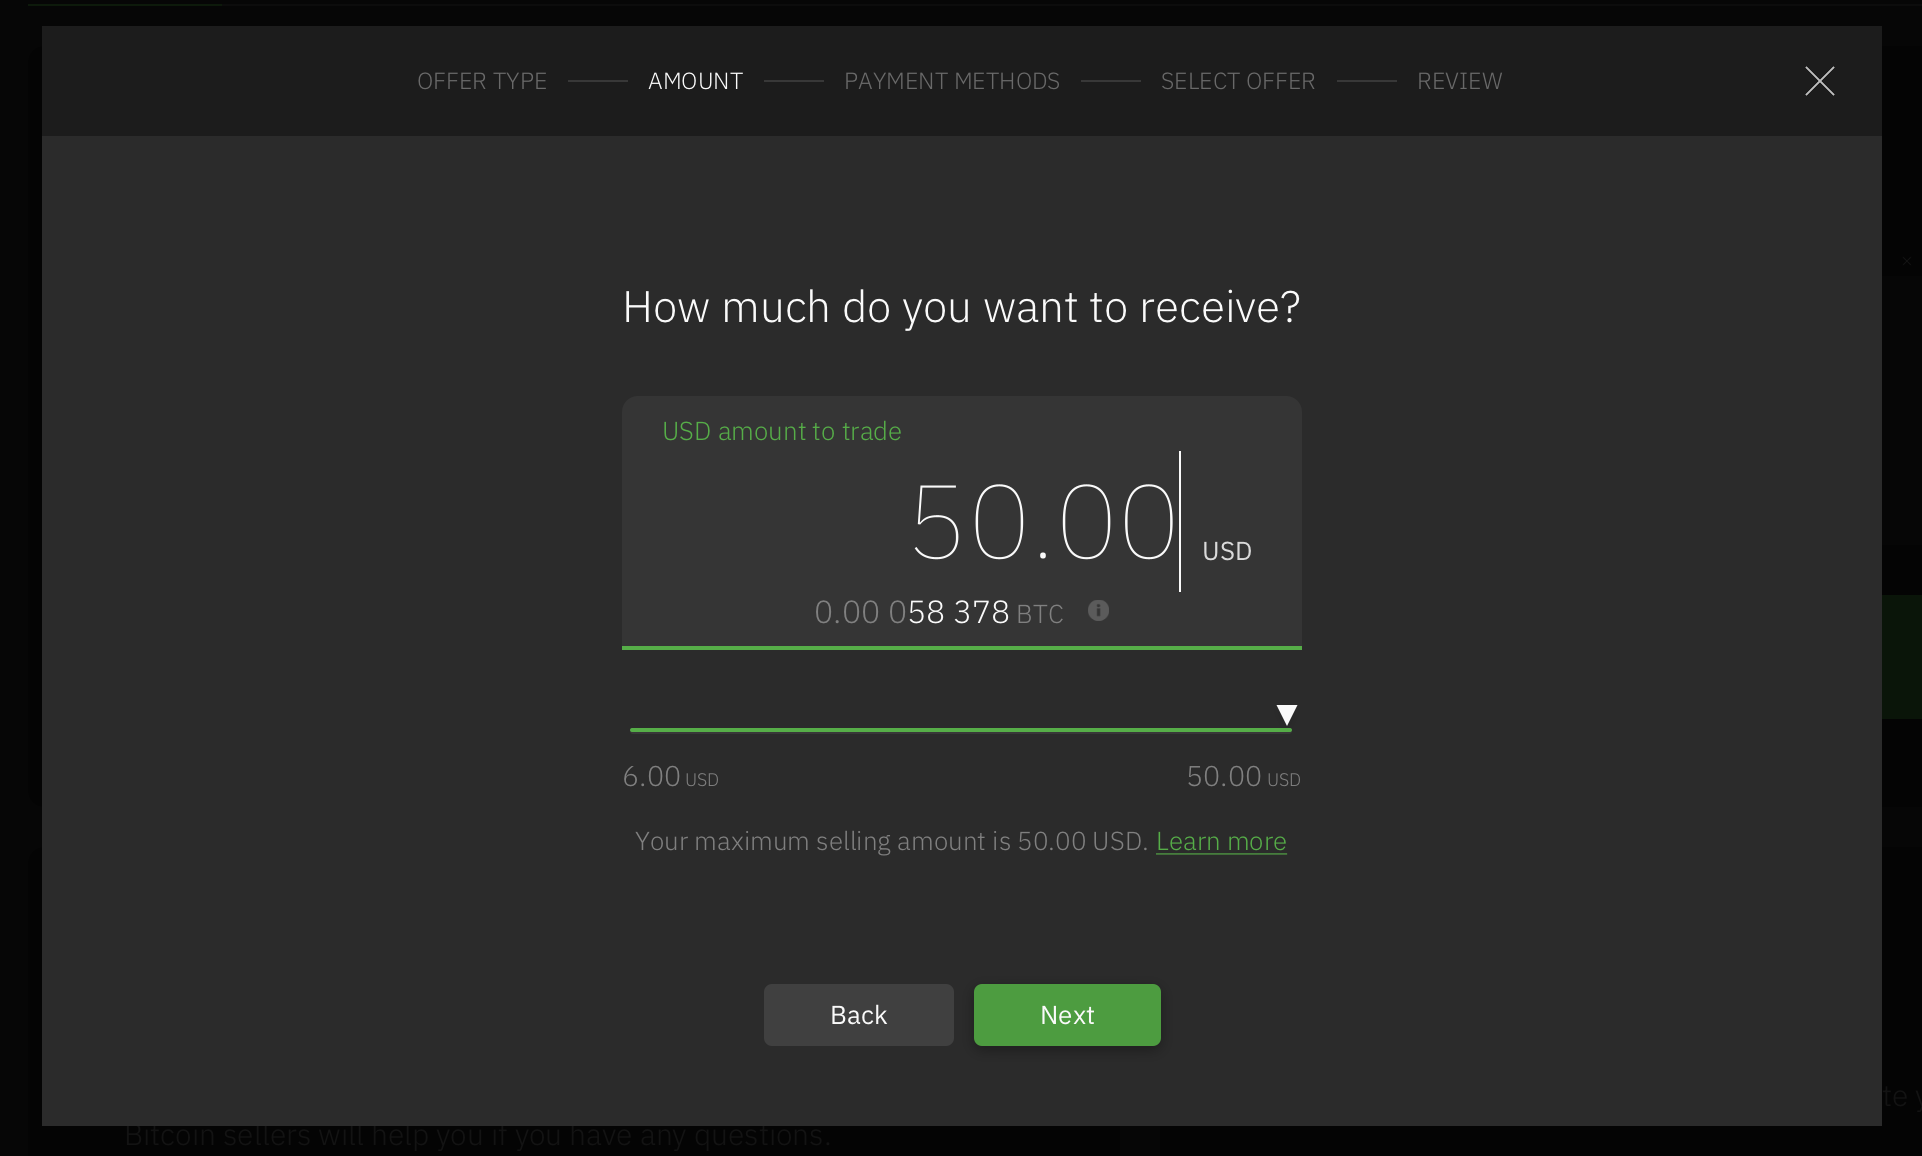 OFFER TYPE AMOUNT PAYMENT METHODS SELECT OFFER REVIEW
How much do you want to receive?
USD amount to trade
50.00 USD
0.00 058 378 BTC
6.00 USD 50.00 USD
Your maximum selling amount is 50.00 USD. Learn more
Back Next
Bitcoin sellers will help you if you have any questions.